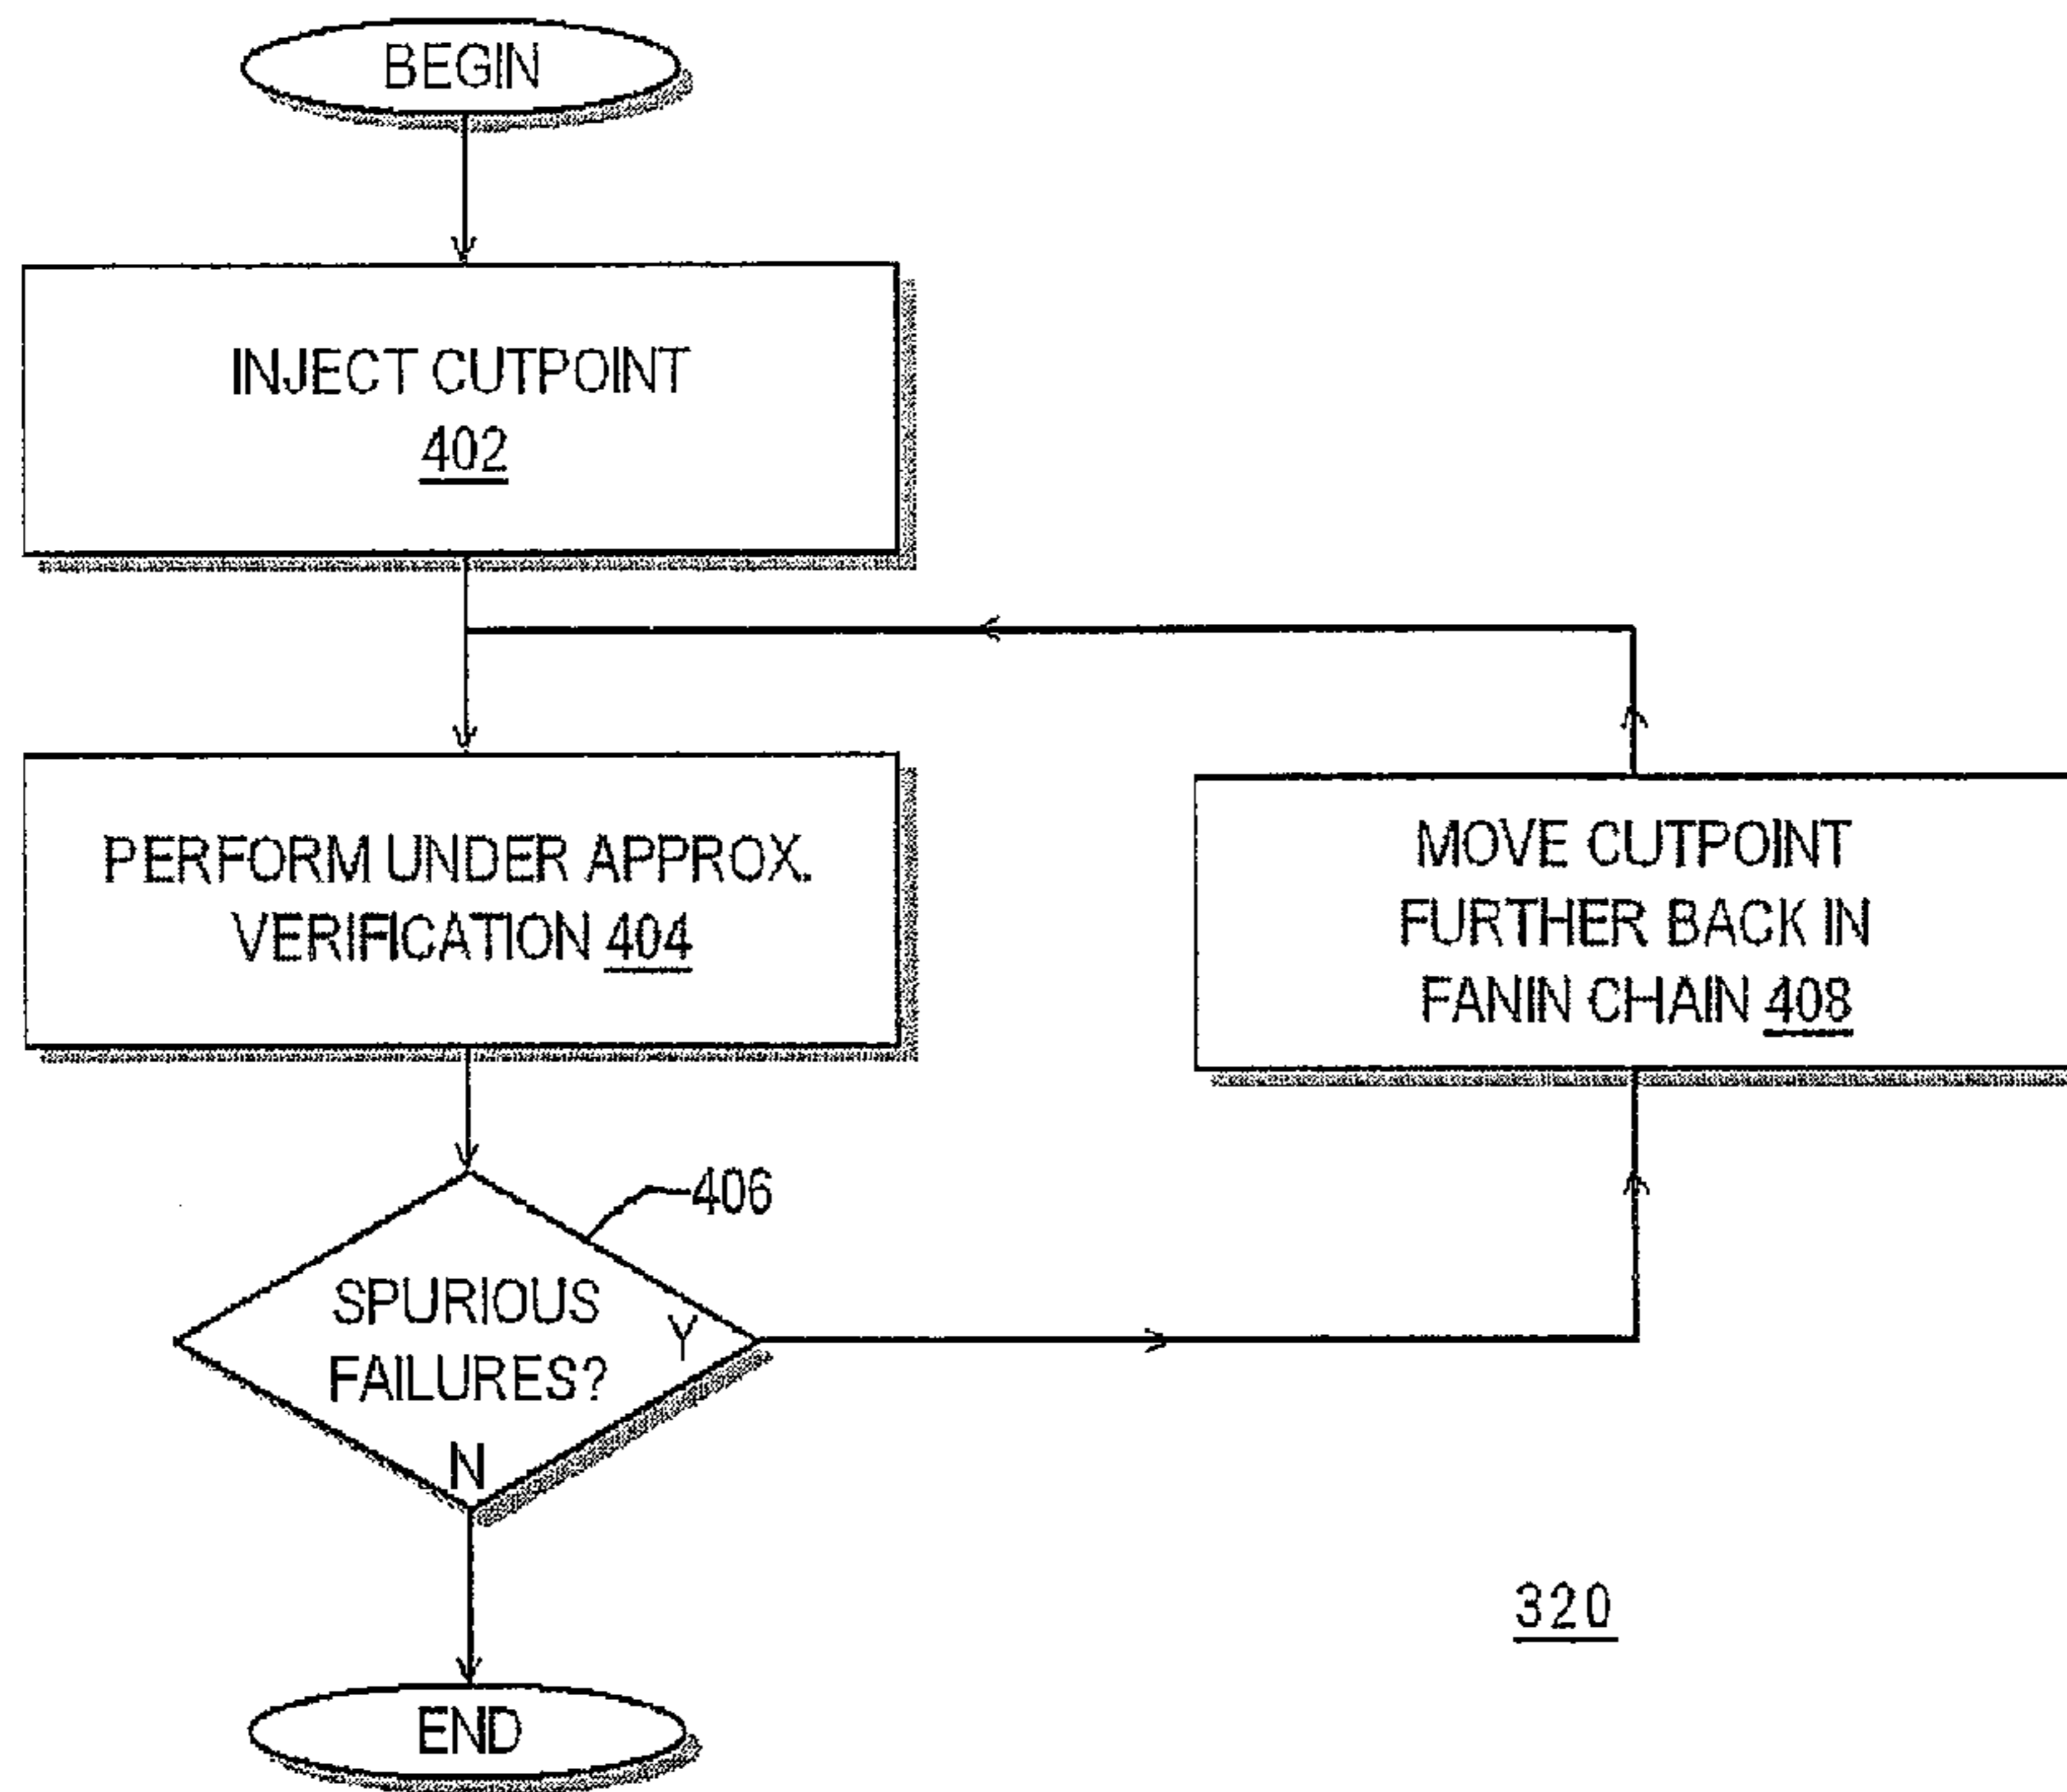 BEGIN
INJECT CUTPOINT
402
PERFORM UNDER APPROX.
VERIFICATION 404
MOVE CUTPOINT
FURTHER BACK IN
FANIN CHAIN 408
406
SPURIOUS
FAILURES?
Y
N
320
END